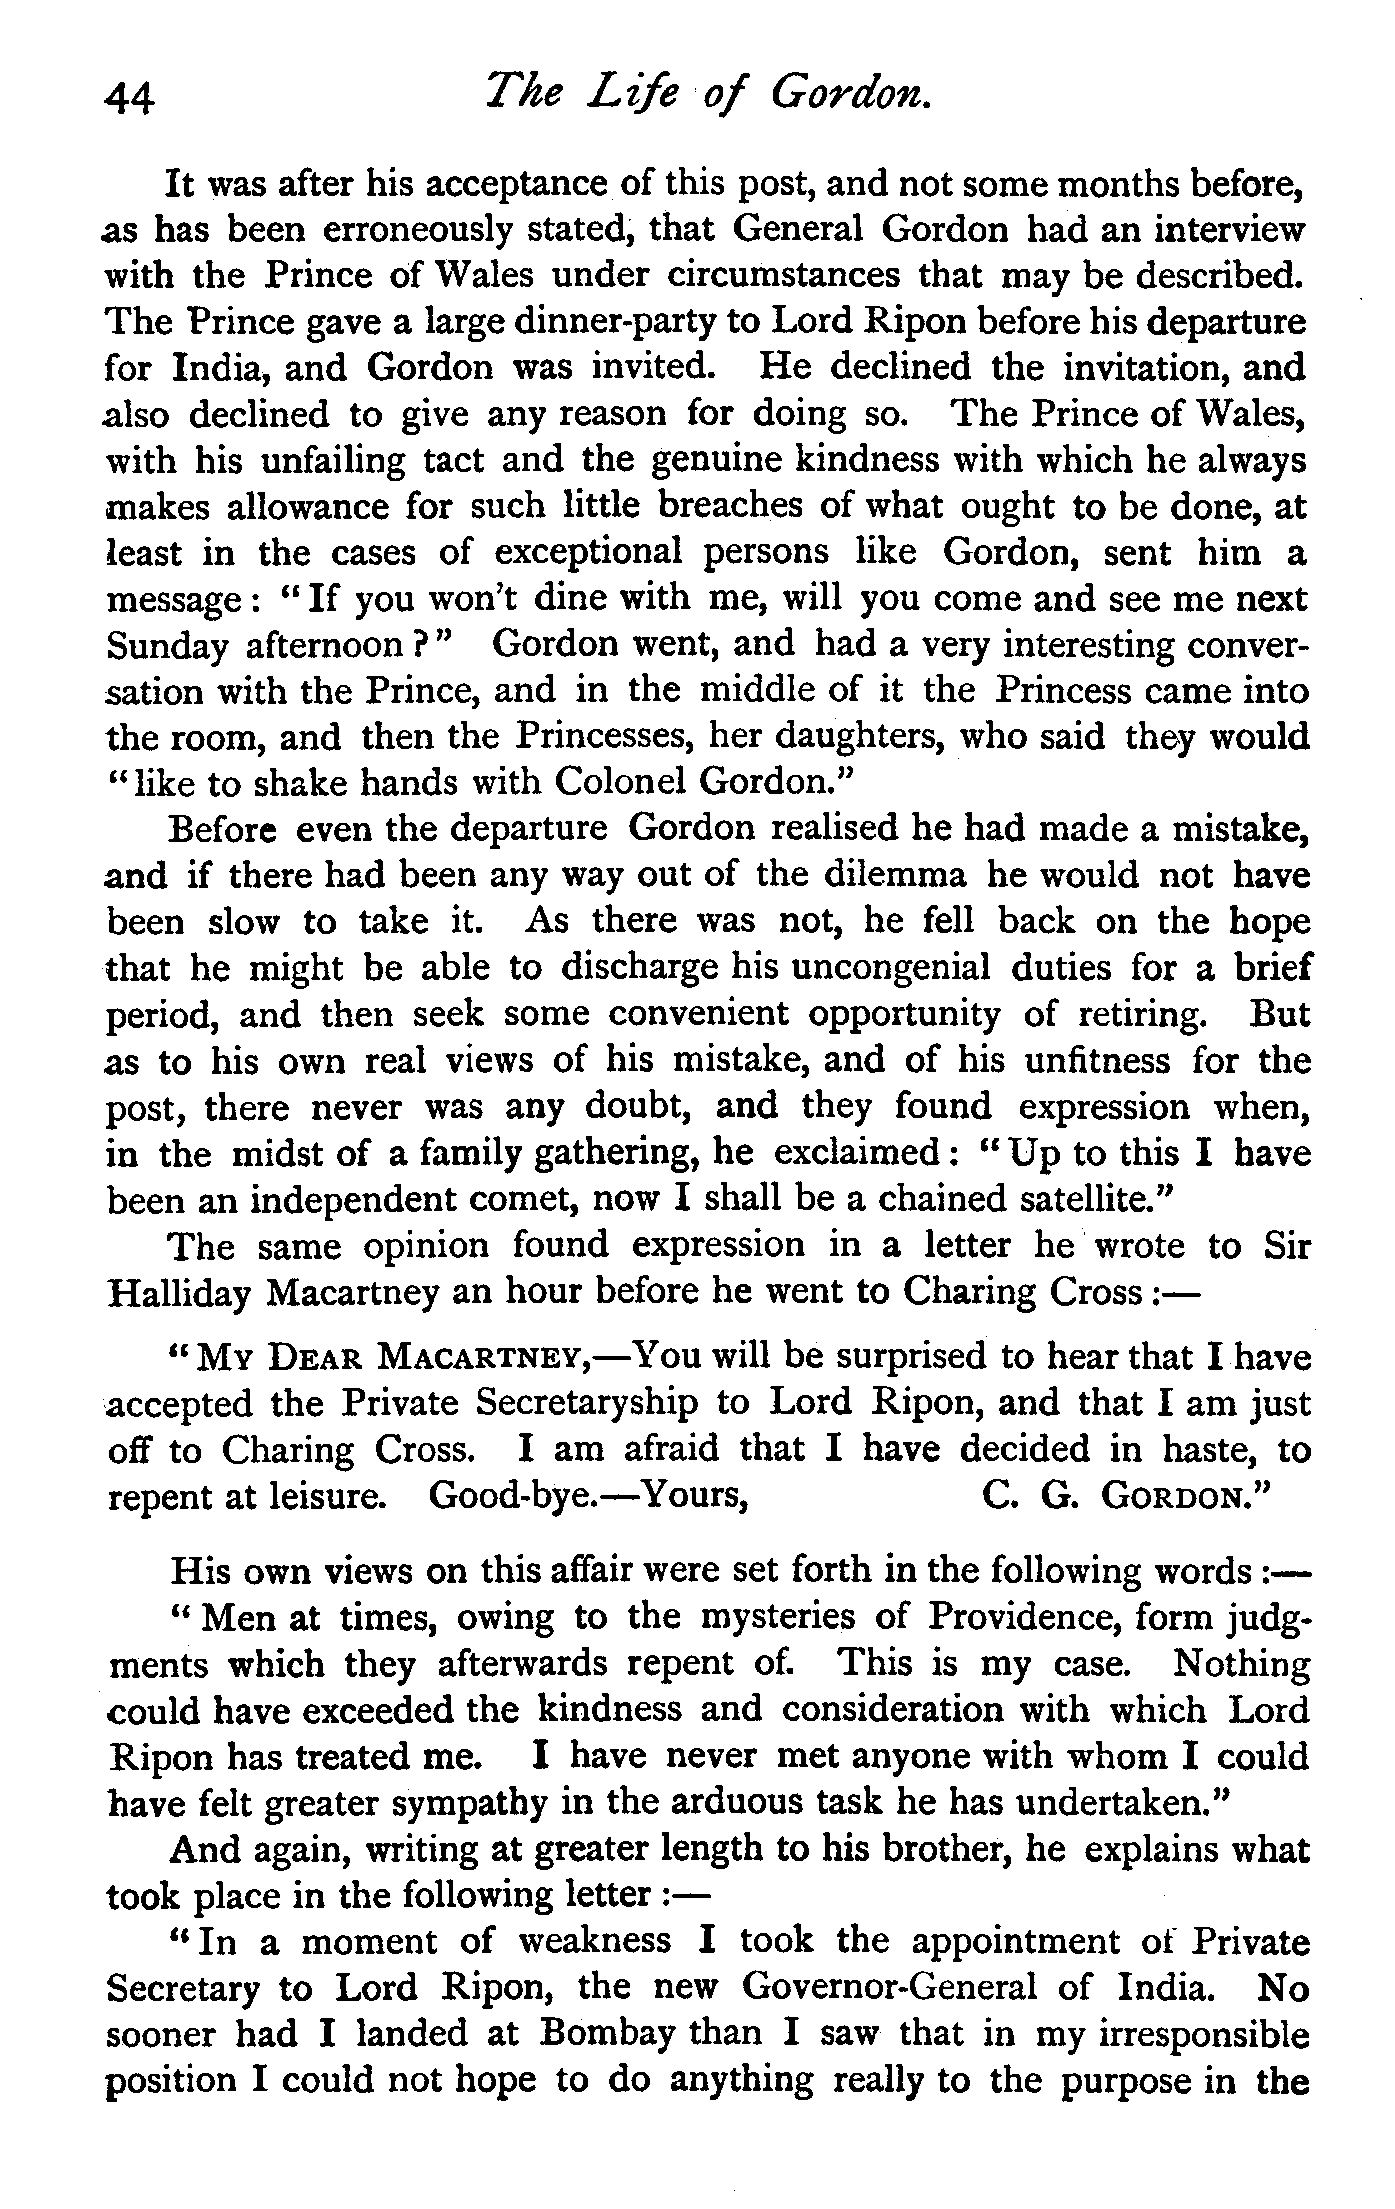 44 The Life of Gordon.
It was after his acceptance of this post, and not some months before,
as has been erroneously stated, that General Gordon had an interview
with the Prince of Wales under circumstances that may be described.
The Prince gave a large dinner-party to Lord Ripon before his departure
for India, and Gordon was invited. He declined the invitation, and
also declined to give any reason for doing so. The Prince of Wales,
with his unfailing tact and the genuine kindness with which he always
makes allowance for such little breaches of what ought to be done, at
least in the cases of exceptional persons like Gordon, sent him a
message : “ If you won’t dine with me, will you come and see me next
Sunday afternoon ? ” Gordon went, and had a very interesting conver-
sation with the Prince, and in the middle of it the Princess came into
the room, and then the Princesses, her daughters, who said they would
“ like to shake hands with Colonel Gordon.”
Before even the departure Gordon realised he had made a mistake,
and if there had been any way out of the dilemma he would not have
been slow to take it. As there was not, he fell back on the hope
that he might be able to discharge his uncongenial duties for a brief
period, and then seek some convenient opportunity of retiring. But
as to his own real views of his mistake, and of his unfitness for the
post, there never was any doubt, and they found expression when,
in the midst of a family gathering, he exclaimed : “ Up to this I have
been an independent comet, now I shall be a chained satellite.”
The same opinion found expression in a letter he wrote to Sir
Halliday Macartney an hour before he went to Charing Cross :—
“ MY DEAR MACARTNEY,—You will be surprised to hear that I have
accepted the Private Secretaryship to Lord Ripon, and that I am just
off to Charing Cross. I am afraid that I have decided in haste, to
repent at leisure. Good-bye.—Yours, C. G. GORDON.”
His own views on this affair were set forth in the following words :—
“ Men at times, owing to the mysteries of Providence, form judg-
ments which they afterwards repent of. This is my case. Nothing
could have exceeded the kindness and consideration with which Lord
Ripon has treated me. I have never met anyone with whom I could
have felt greater sympathy in the arduous task he has undertaken.”
And again, writing at greater length to his brother, he explains what
took place in the following letter :—
“ In a moment of weakness I took the appointment of Private
Secretary to Lord Ripon, the new Governor-General of India. No
sooner had I landed at Bombay than I saw that in my irresponsible
position I could not hope to do anything really to the purpose in the